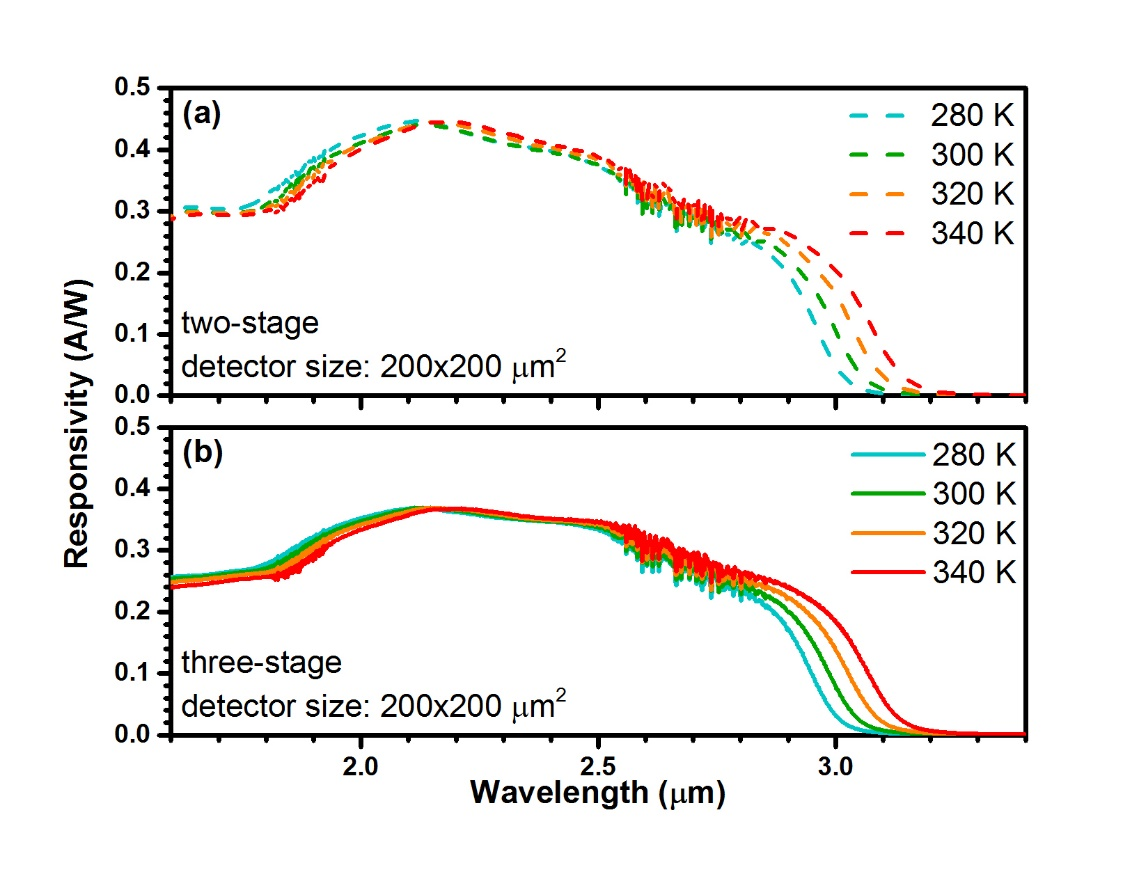 Responsivity (A/W)
0.5
0.4
0.3
0.2
0.1
0.0
(a)
280 K
300 K
320 K
340 K
two-stage
detector size: 200x200 μm²
0.5
0.4
0.3
0.2
0.1
0.0
(b)
280 K
300 K
320 K
340 K
three-stage
detector size: 200x200 μm²
2.0 2.5 3.0
Wavelength (μm)